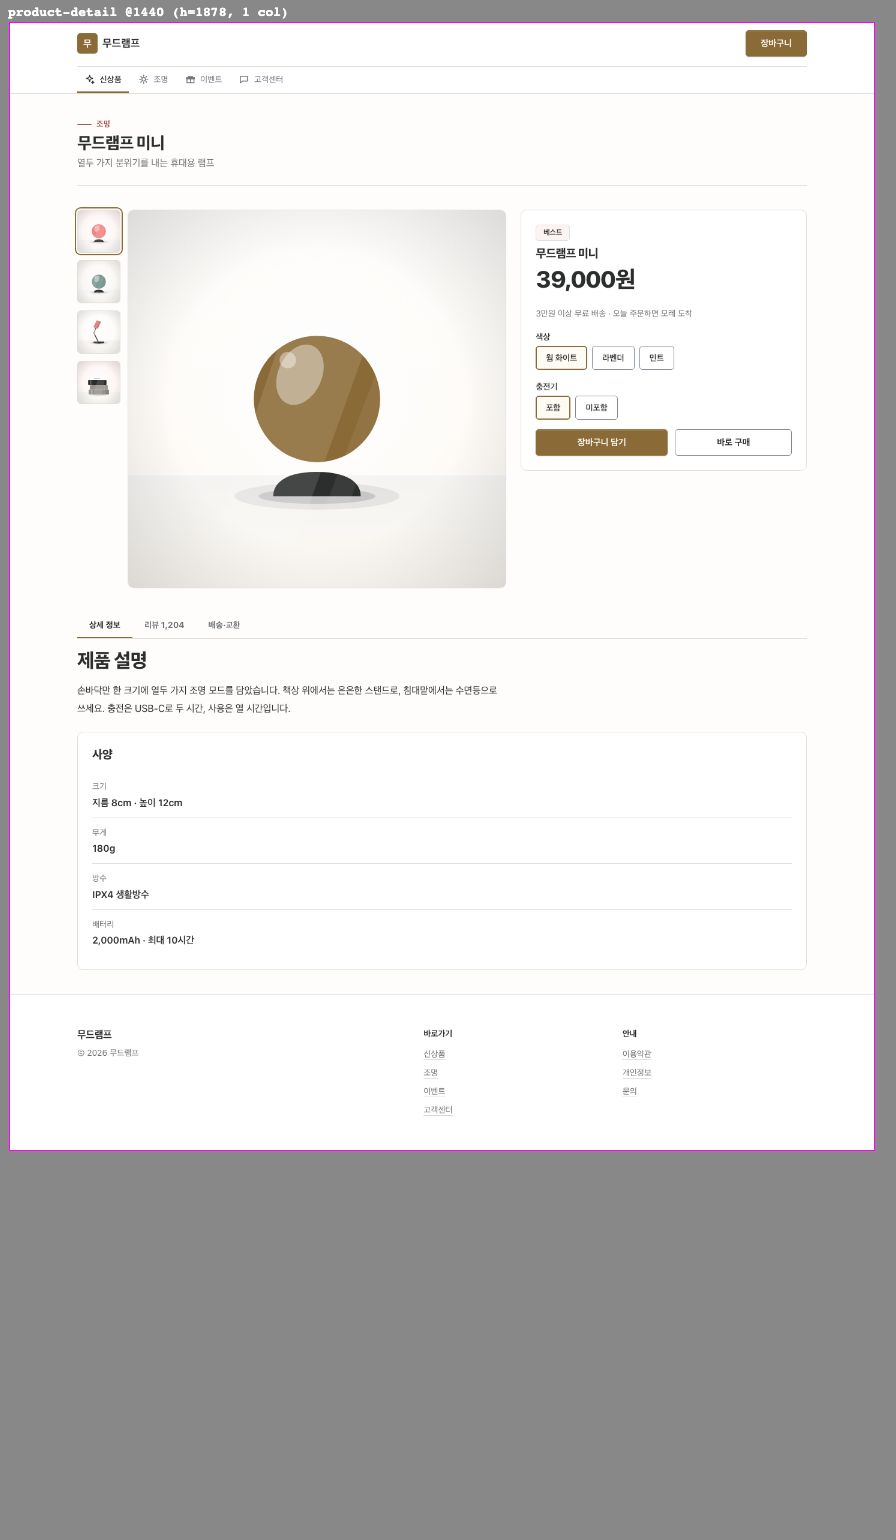 product-detail @1440 (h=1878, 1 col)
무 무드램프
장바구니
신상품 조명 이벤트 고객센터
조명
무드램프 미니
열두 가지 분위기를 내는 휴대용 램프
베스트
무드램프 미니
39,000원
3만원 이상 무료 배송 · 오늘 주문하면 모레 도착
색상
웜 화이트 라벤더 민트
충전기
포함 미포함
장바구니 담기 바로 구매
상세 정보 리뷰 1,204 배송·교환
제품 설명
손바닥만 한 크기에 열두 가지 조명 모드를 담았습니다. 책상 위에서는 은은한 스탠드로, 침대맡에서는 수면등으로
쓰세요. 충전은 USB-C로 두 시간, 사용은 열 시간입니다.
사양
크기
지름 8cm · 높이 12cm
무게
180g
방수
IPX4 생활방수
배터리
2,000mAh · 최대 10시간
무드램프
© 2026 무드램프
바로가기
신상품
조명
이벤트
고객센터
안내
이용약관
개인정보
문의